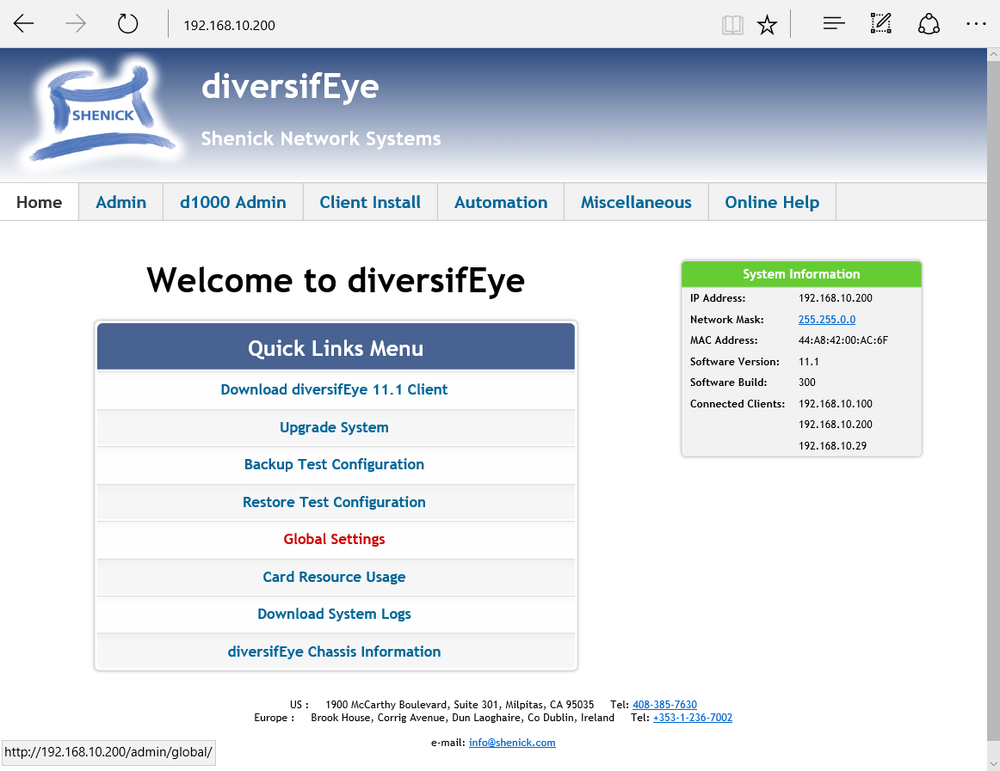 192.168.10.200
SHENICK
diversifEye
Shenick Network Systems
Home Admin d1000 Admin Client Install Automation Miscellaneous Online Help
Welcome to diversifEye
Quick Links Menu
Download diversifEye 11.1 Client
Upgrade System
Backup Test Configuration
Restore Test Configuration
Global Settings
Card Resource Usage
Download System Logs
diversifEye Chassis Information
System Information
IP Address: 192.168.10.200
Network Mask: 255.255.0.0
MAC Address: 44:A8:42:00:AC:6F
Software Version: 11.1
Software Build: 300
Connected Clients: 192.168.10.100
192.168.10.200
192.168.10.29
US : 1900 McCarthy Boulevard, Suite 301, Milpitas, CA 95035 Tel: 408-385-7630
Europe : Brook House, Corrig Avenue, Dun Laoghaire, Co Dublin, Ireland Tel: +353-1-236-7002
e-mail: info@shenick.com
http://192.168.10.200/admin/global/